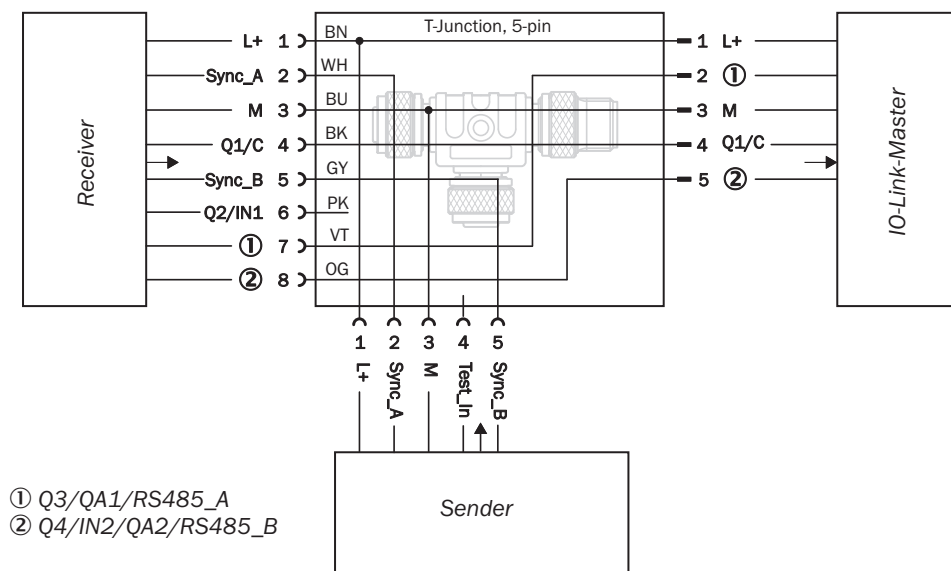 T-Junction, 5-pin
Receiver
L+ 1 BN
Sync_A 2 WH
M 3 BU
Q1/C 4 BK
Sync_B 5 GY
Q2/IN1 6 PK
① 7 VT
② 8 OG
1 L+
2 ①
3 M
4 Q1/C
5 ②
IO-Link-Master
1 2 3 4 5
L+ Sync_A M Test_In Sync_B
Sender
① Q3/QA1/RS485_A
② Q4/IN2/QA2/RS485_B